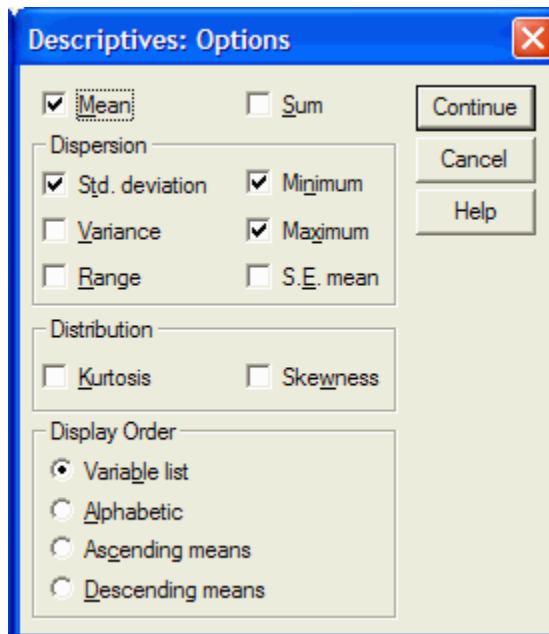 Descriptives: Options
Mean Sum
Continue
Dispersion
Cancel
Std. deviation Minimum
Help
Variance Maximum
Range S.E. mean
Distribution
Kurtosis Skewness
Display Order
Variable list
Alphabetic
Ascending means
Descending means